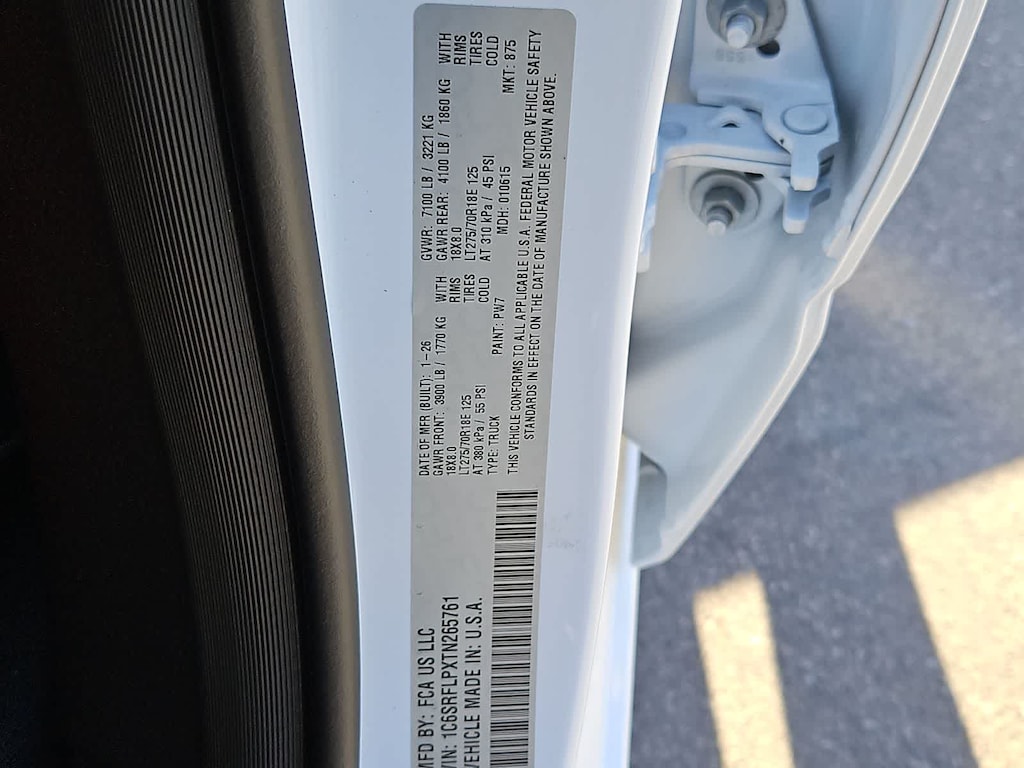 MFD BY: FCA US LLC
VIN: 1C6SRFLPXTN265761
VEHICLE MADE IN: U.S.A.
DATE OF MFR (BUILT): 1-26
GAWR FRONT: 3900 LB / 1770 KG WITH
18X8.0 RIMS
LT275/70R18E 125 TIRES
AT 380 kPa / 55 PSI COLD
TYPE: TRUCK PAINT: PW7
GVWR: 7100 LB / 3221 KG
GAWR REAR: 4100 LB / 1860 KG WITH
18X8.0 RIMS
LT275/70R18E 125 TIRES
AT 310 kPa / 45 PSI COLD
MDH: 010615 MKT: 875
THIS VEHICLE CONFORMS TO ALL APPLICABLE U.S.A. FEDERAL MOTOR VEHICLE SAFETY
STANDARDS IN EFFECT ON THE DATE OF MANUFACTURE SHOWN ABOVE.